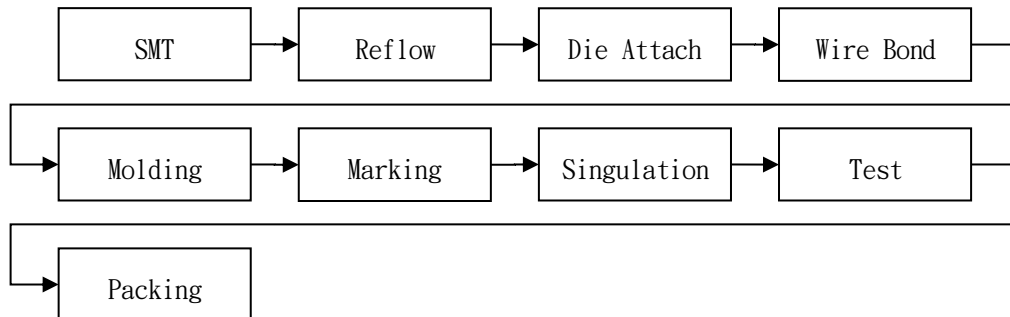 SMT Reflow Die Attach Wire Bond
Molding Marking Singulation Test
Packing